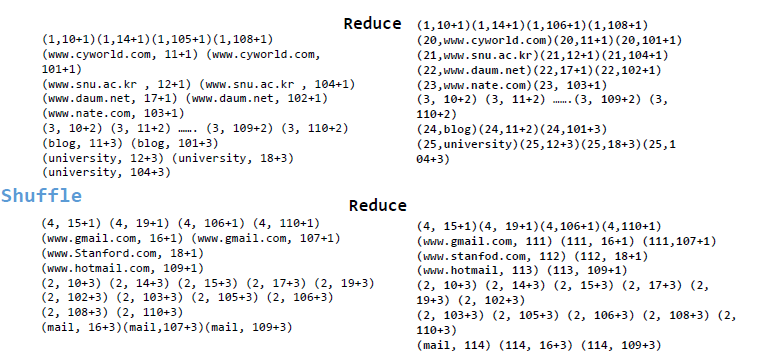 Reduce
(1,10+1)(1,14+1)(1,105+1)(1,108+1)
(www.cyworld.com, 11+1) (www.cyworld.com,
101+1)
(www.snu.ac.kr , 12+1) (www.snu.ac.kr , 104+1)
(www.daum.net, 17+1) (www.daum.net, 102+1)
(www.nate.com, 103+1)
(3, 10+2) (3, 11+2) ……. (3, 109+2) (3, 110+2)
(blog, 11+3) (blog, 101+3)
(university, 12+3) (university, 18+3)
(university, 104+3)
(1,10+1)(1,14+1)(1,106+1)(1,108+1)
(20,www.cyworld.com)(20,11+1)(20,101+1)
(21,www.snu.ac.kr)(21,12+1)(21,104+1)
(22,www.daum.net)(22,17+1)(22,102+1)
(23,www.nate.com)(23, 103+1)
(3, 10+2) (3, 11+2) …….(3, 109+2) (3,
110+2)
(24,blog)(24,11+2)(24,101+3)
(25,university)(25,12+3)(25,18+3)(25,1
04+3)
Shuffle
Reduce
(4, 15+1) (4, 19+1) (4, 106+1) (4, 110+1)
(www.gmail.com, 16+1) (www.gmail.com, 107+1)
(www.Stanford.com, 18+1)
(www.hotmail.com, 109+1)
(2, 10+3) (2, 14+3) (2, 15+3) (2, 17+3) (2, 19+3)
(2, 102+3) (2, 103+3) (2, 105+3) (2, 106+3)
(2, 108+3) (2, 110+3)
(mail, 16+3)(mail,107+3)(mail, 109+3)
(4, 15+1)(4, 19+1)(4,106+1)(4,110+1)
(www.gmail.com, 111) (111, 16+1) (111,107+1)
(www.stanfod.com, 112) (112, 18+1)
(www.hotmail, 113) (113, 109+1)
(2, 10+3) (2, 14+3) (2, 15+3) (2, 17+3) (2,
19+3) (2, 102+3)
(2, 103+3) (2, 105+3) (2, 106+3) (2, 108+3) (2,
110+3)
(mail, 114) (114, 16+3) (114, 109+3)